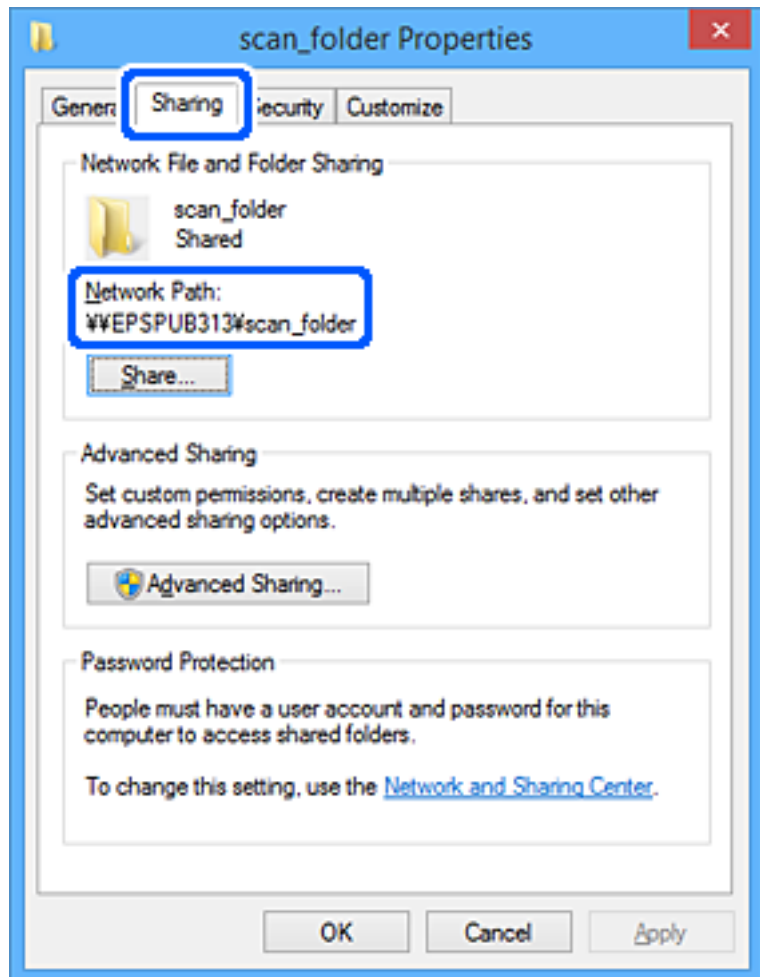 scan_folder Properties
General Sharing Security Customize
Network File and Folder Sharing
scan_folder
Shared
Network Path:
¥¥EPSPUB313¥scan_folder
Share...
Advanced Sharing
Set custom permissions, create multiple shares, and set other
advanced sharing options.
Advanced Sharing...
Password Protection
People must have a user account and password for this
computer to access shared folders.
To change this setting, use the Network and Sharing Center.
OK Cancel Apply